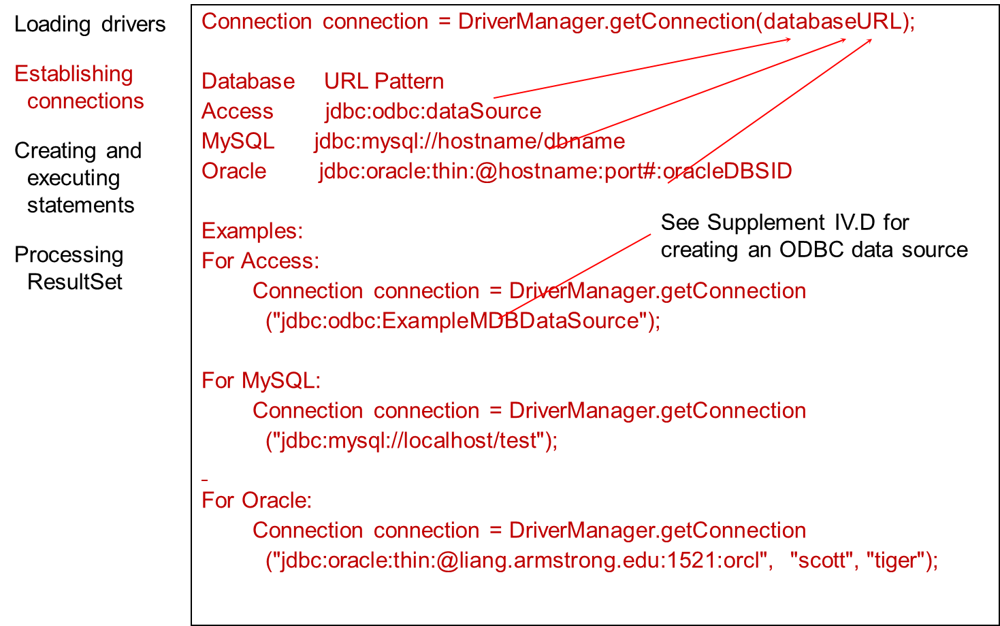 Loading drivers
Establishing
connections
Creating and
executing
statements
Processing
ResultSet
Connection connection = DriverManager.getConnection(databaseURL);
Database URL Pattern
Access jdbc:odbc:dataSource
MySQL jdbc:mysql://hostname/dbname
Oracle jdbc:oracle:thin:@hostname:port#:oracleDBSID
See Supplement IV.D for
creating an ODBC data source
Examples:
For Access:
Connection connection = DriverManager.getConnection
("jdbc:odbc:ExampleMDBDataSource");
For MySQL:
Connection connection = DriverManager.getConnection
("jdbc:mysql://localhost/test");
For Oracle:
Connection connection = DriverManager.getConnection
("jdbc:oracle:thin:@liang.armstrong.edu:1521:orcl", "scott", "tiger");